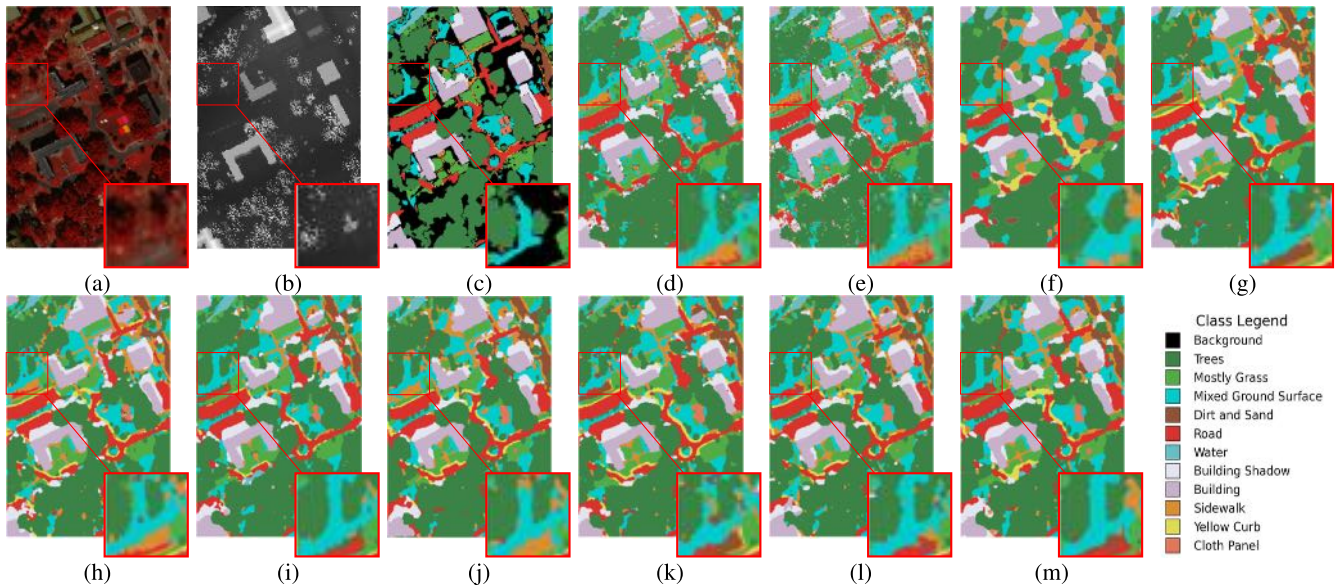 (a)
(b)
(c)
(d)
(e)
(f)
(g)
(h)
(i)
(j)
(k)
(l)
(m)
Class Legend
Background
Trees
Mostly Grass
Mixed Ground Surface
Dirt and Sand
Road
Water
Building Shadow
Building
Sidewalk
Yellow Curb
Cloth Panel